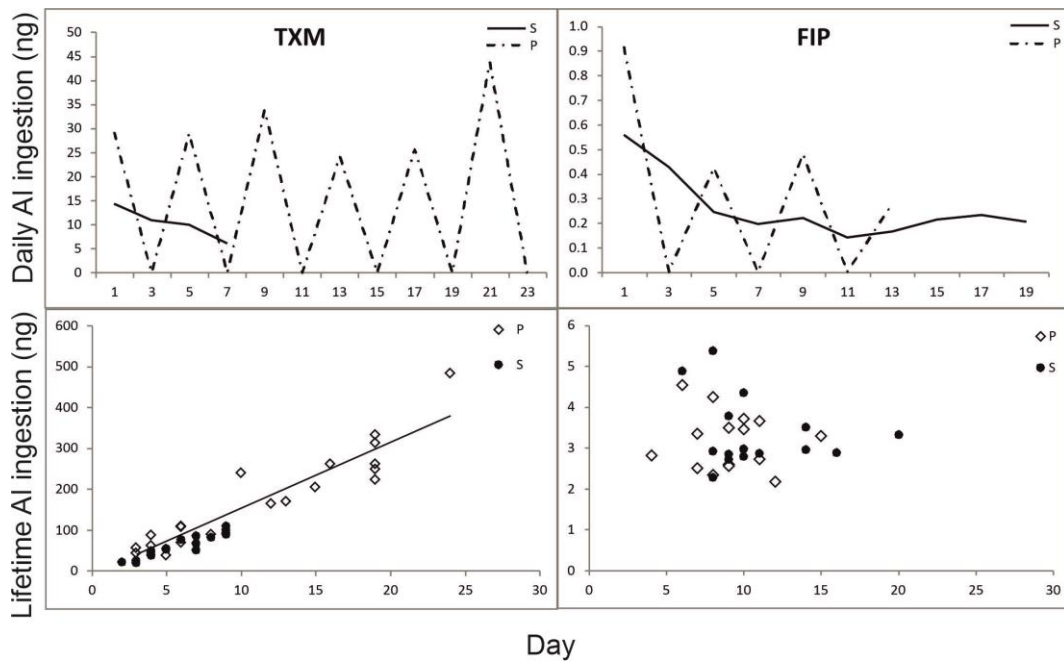 Daily AI ingestion (ng)
TXM
S
P
50
45
40
35
30
25
20
15
10
5
0
1 3 5 7 9 11 13 15 17 19 21 23
FIP
S
P
1.0
0.9
0.8
0.7
0.6
0.5
0.4
0.3
0.2
0.1
0.0
1 3 5 7 9 11 13 15 17 19
Lifetime AI ingestion (ng)
600
500
400
300
200
100
0
P
S
0 5 10 15 20 25 30
6
5
4
3
2
1
0
P
S
0 5 10 15 20 25 30
Day